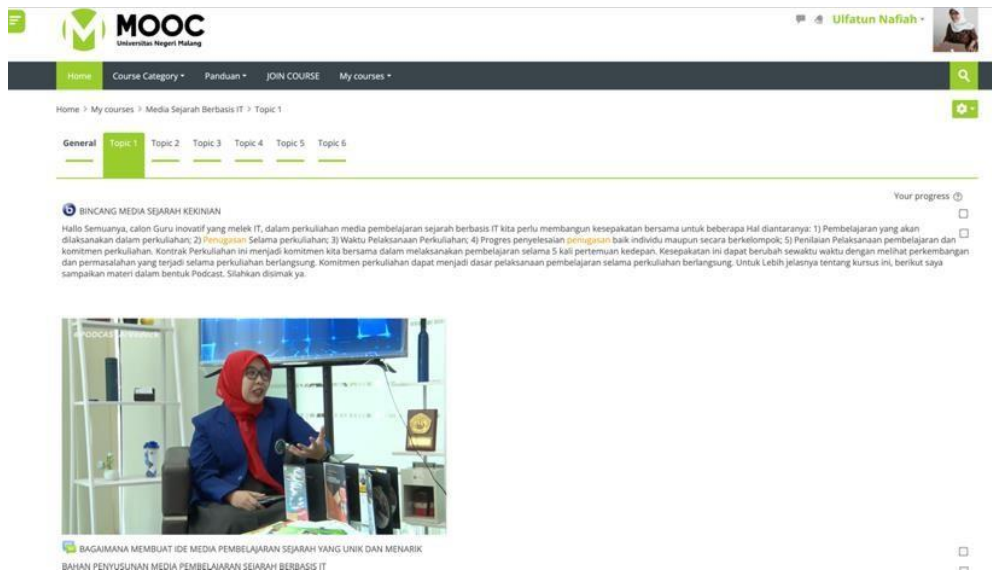 MOOC
Universitas Negeri Malang
Ulfatun Nafiah
Home Course Category Panduan JOIN COURSE My courses
Home > My courses > Media Sejarah Berbasis IT > Topic 1
General Topic 1 Topic 2 Topic 3 Topic 4 Topic 5 Topic 6
Your progress
BINCANG MEDIA SEJARAH KEKINIAN
Hallo Semuanya, calon Guru inovatif yang melek IT, dalam perkuliahan media pembelajaran sejarah berbasis IT kita perlu membangun kesepakatan bersama untuk beberapa Hal diantaranya: 1) Pembelajaran yang akan
dilaksanakan dalam perkuliahan; 2) Penugasan Selama perkuliahan; 3) Waktu Pelaksanaan Perkuliahan; 4) Progres penyelesaian penugasan baik individu maupun secara berkelompok; 5) Penilaian Pelaksanaan pembelajaran dan
komitmen perkuliahan. Kontrak Perkuliahan ini menjadi komitmen kita bersama dalam melaksanakan pembelajaran selama 5 kali pertemuan kedepan. Kesepakatan ini dapat berubah sewaktu waktu dengan melihat perkembangan
dan permasalahan yang terjadi selama perkuliahan berlangsung. Komitmen perkuliahan dapat menjadi dasar pelaksanaan pembelajaran selama perkuliahan berlangsung. Untuk Lebih jelasnya tentang kursus ini, berikut saya
sampaikan materi dalam bentuk Podcast. Silahkan disimak ya.
BAGAIMANA MEMBUAT IDE MEDIA PEMBELAJARAN SEJARAH YANG UNIK DAN MENARIK
BAHAN PENYUSUNAN MEDIA PEMBELAJARAN SEJARAH BERBASIS IT